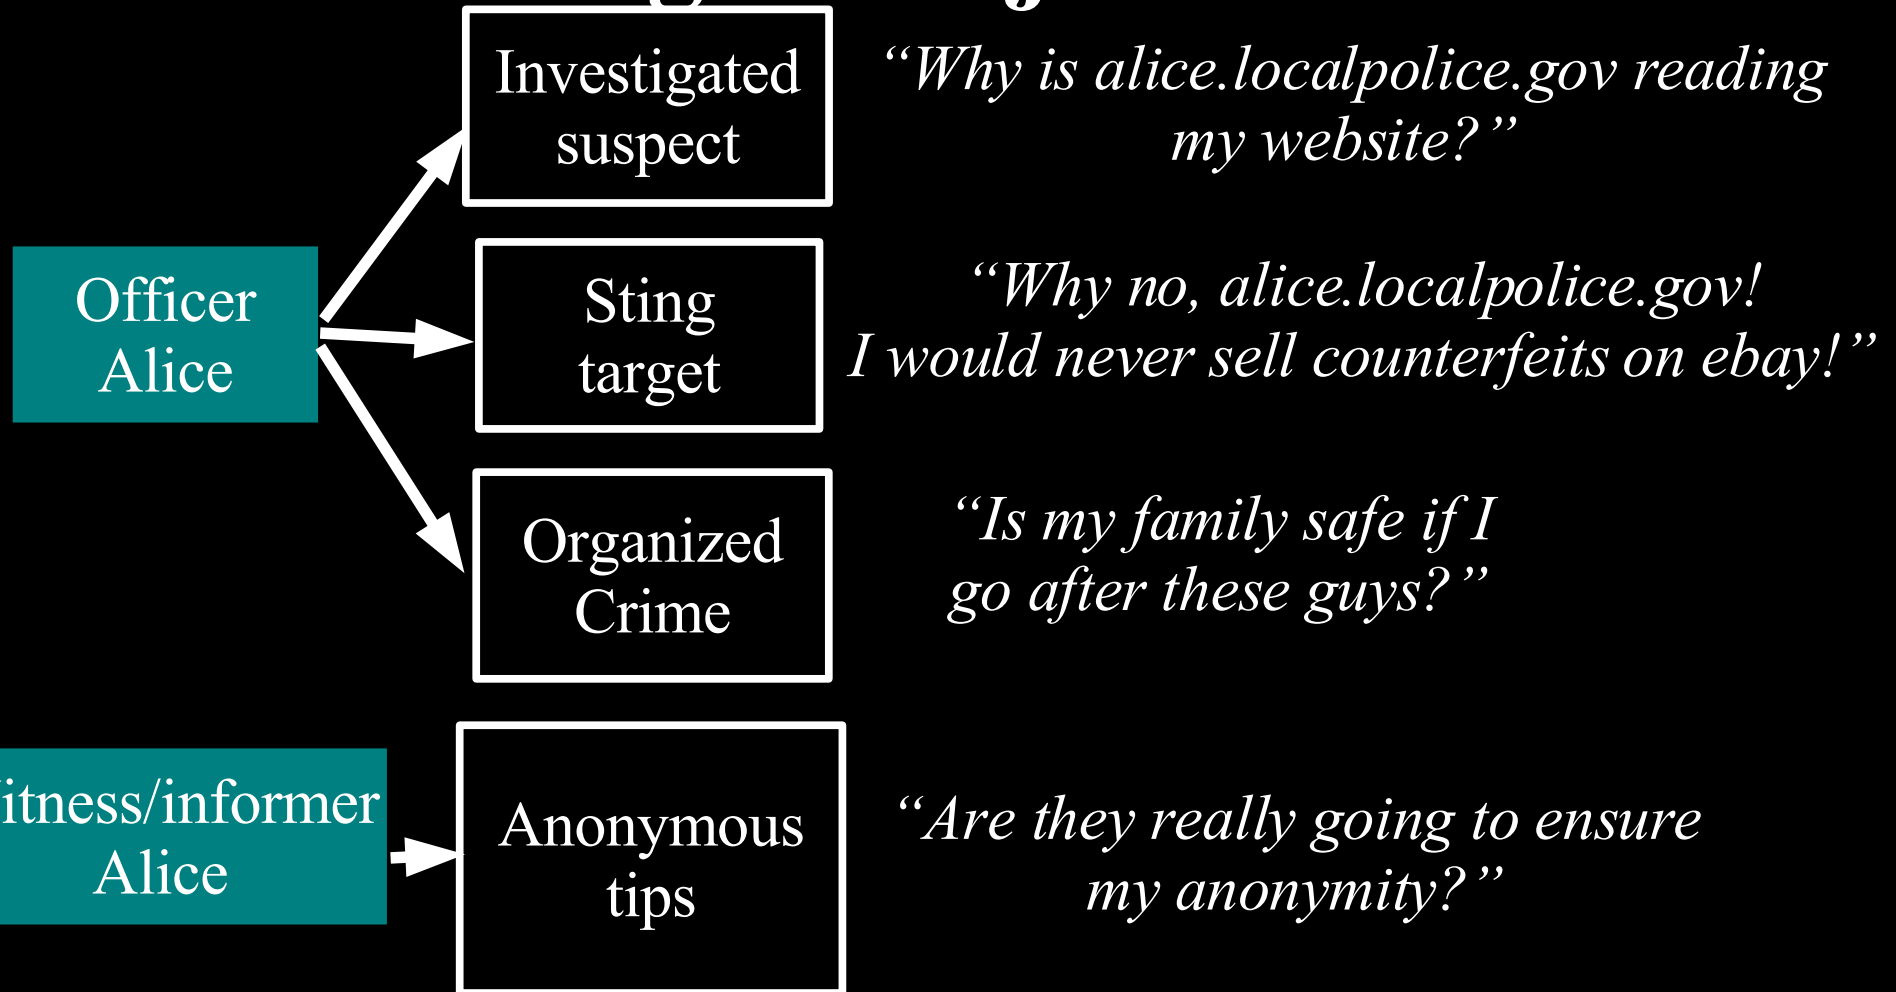 Investigated
suspect
“Why is alice.localpolice.gov reading
my website?”
Officer
Alice
Sting
target
“Why no, alice.localpolice.gov!
I would never sell counterfeits on ebay!”
Organized
Crime
“Is my family safe if I
go after these guys?”
itness/informer
Alice
Anonymous
tips
“Are they really going to ensure
my anonymity?”